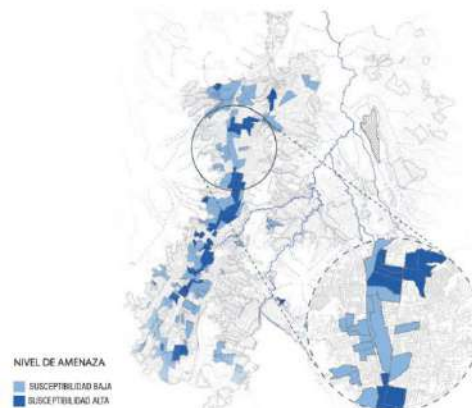 NIVEL DE AMENAZA
SUSCEPTIBILIDAD BAJA
SUSCEPTIBILIDAD ALTA